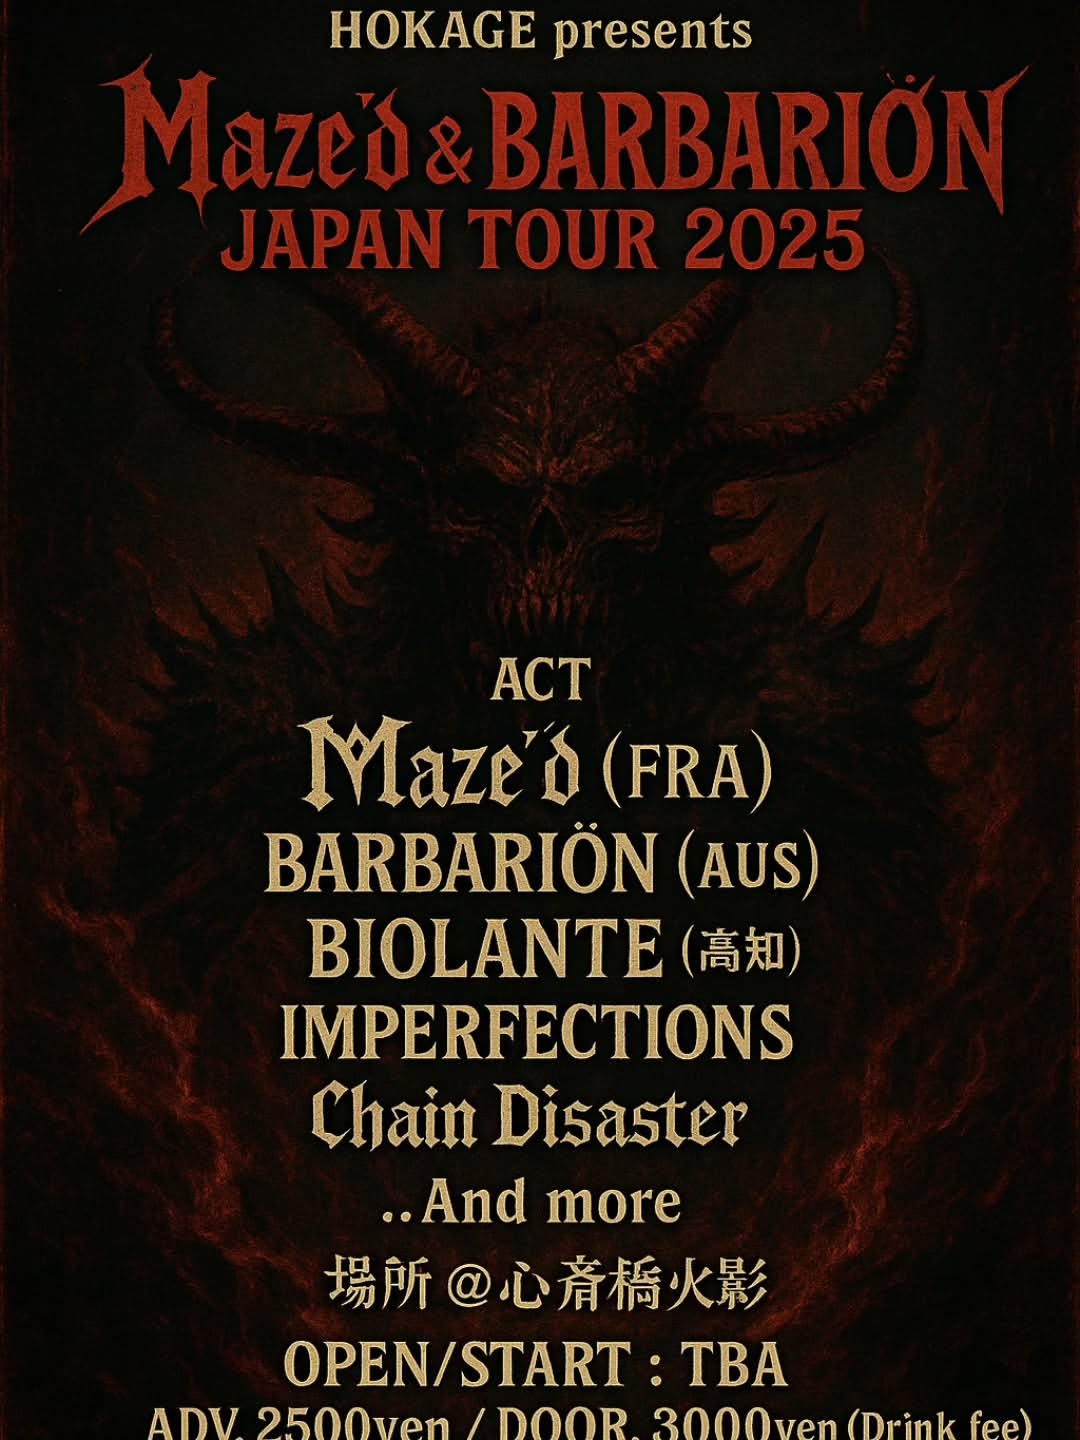 HOKAGE presents
Maze'd & BARBARIÖN
JAPAN TOUR 2025
ACT
Maze'd (FRA)
BARBARIÖN (AUS)
BIOLANTE (高知)
IMPERFECTIONS
Chain Disaster
..And more
場所 @心斎橋火影
OPEN/START : TBA
ADV. 2500yen / DOOR. 3000yen (Drink fee)